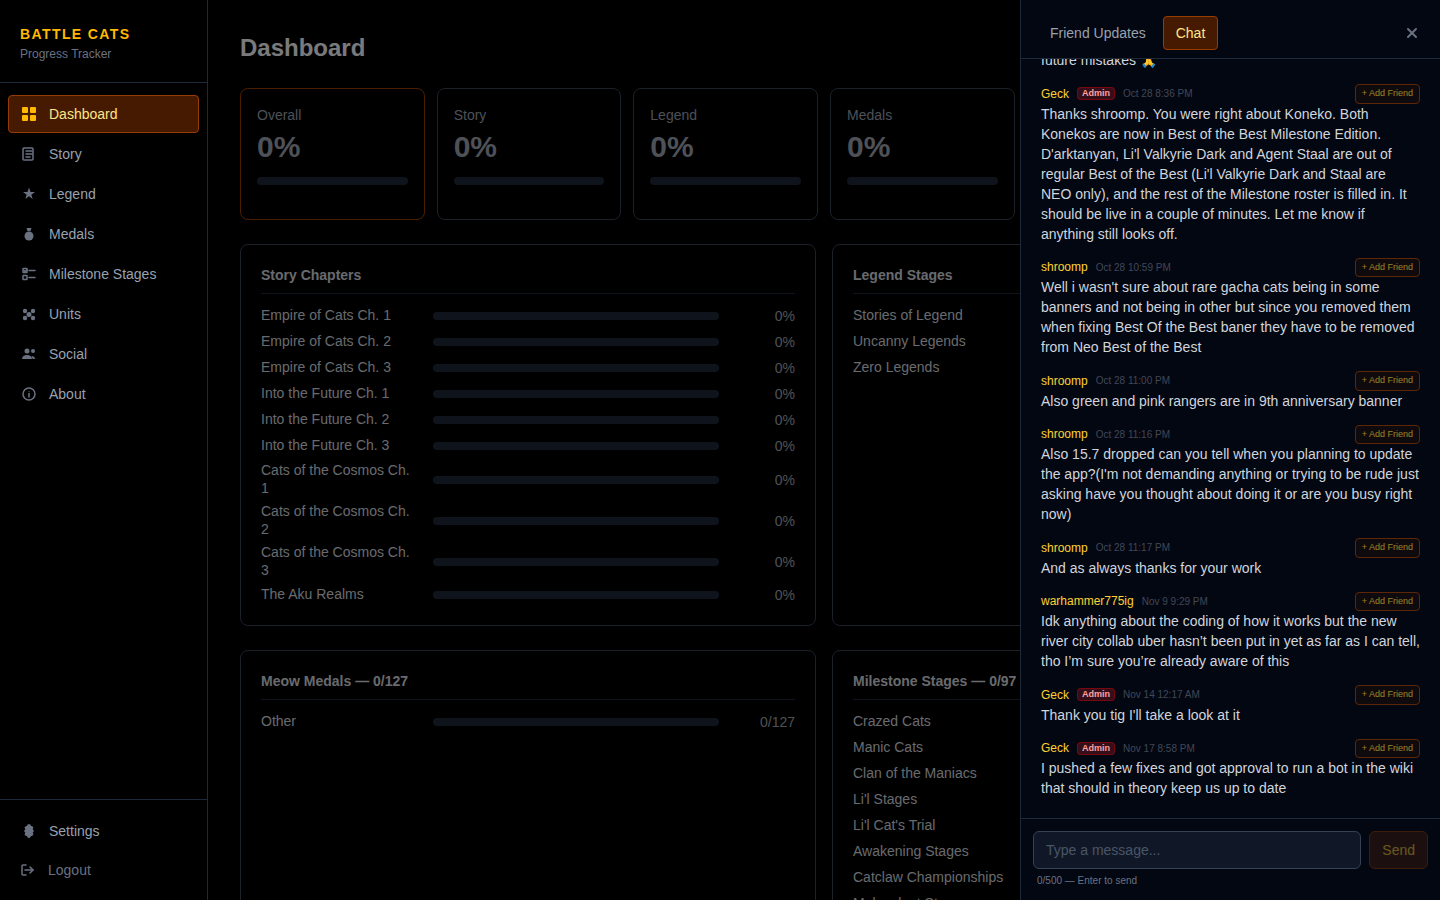 BATTLE CATS
Progress Tracker
Dashboard
Story
Legend
Medals
Milestone Stages
Units
Social
About
Settings
Logout
Dashboard
Overall
0%
Story
0%
Legend
0%
Medals
0%
Story Chapters
Empire of Cats Ch. 1
0%
Empire of Cats Ch. 2
0%
Empire of Cats Ch. 3
0%
Into the Future Ch. 1
0%
Into the Future Ch. 2
0%
Into the Future Ch. 3
0%
Cats of the Cosmos Ch.
1
0%
Cats of the Cosmos Ch.
2
0%
Cats of the Cosmos Ch.
3
0%
The Aku Realms
0%
Legend Stages
Stories of Legend
Uncanny Legends
Zero Legends
Meow Medals — 0/127
Other
0/127
Milestone Stages — 0/97
Crazed Cats
Manic Cats
Clan of the Maniacs
Li'l Stages
Li'l Cat's Trial
Awakening Stages
Catclaw Championships
Friend Updates
Chat
future mistakes 🙏
Geck Admin Oct 28 8:36 PM + Add Friend
Thanks shroomp. You were right about Koneko. Both
Konekos are now in Best of the Best Milestone Edition.
D'arktanyan, Li'l Valkyrie Dark and Agent Staal are out of
regular Best of the Best (Li'l Valkyrie Dark and Staal are
NEO only), and the rest of the Milestone roster is filled in. It
should be live in a couple of minutes. Let me know if
anything still looks off.
shroomp Oct 28 10:59 PM + Add Friend
Well i wasn't sure about rare gacha cats being in some
banners and not being in other but since you removed them
when fixing Best Of the Best baner they have to be removed
from Neo Best of the Best
shroomp Oct 28 11:00 PM + Add Friend
Also green and pink rangers are in 9th anniversary banner
shroomp Oct 28 11:16 PM + Add Friend
Also 15.7 dropped can you tell when you planning to update
the app?(I'm not demanding anything or trying to be rude just
asking have you thought about doing it or are you busy right
now)
shroomp Oct 28 11:17 PM + Add Friend
And as always thanks for your work
warhammer775ig Nov 9 9:29 PM + Add Friend
Idk anything about the coding of how it works but the new
river city collab uber hasn't been put in yet as far as I can tell,
tho I'm sure you're already aware of this
Geck Admin Nov 14 12:17 AM + Add Friend
Thank you tig I'll take a look at it
Geck Admin Nov 17 8:58 PM + Add Friend
I pushed a few fixes and got approval to run a bot in the wiki
that should in theory keep us up to date
Type a message...
Send
0/500 — Enter to send